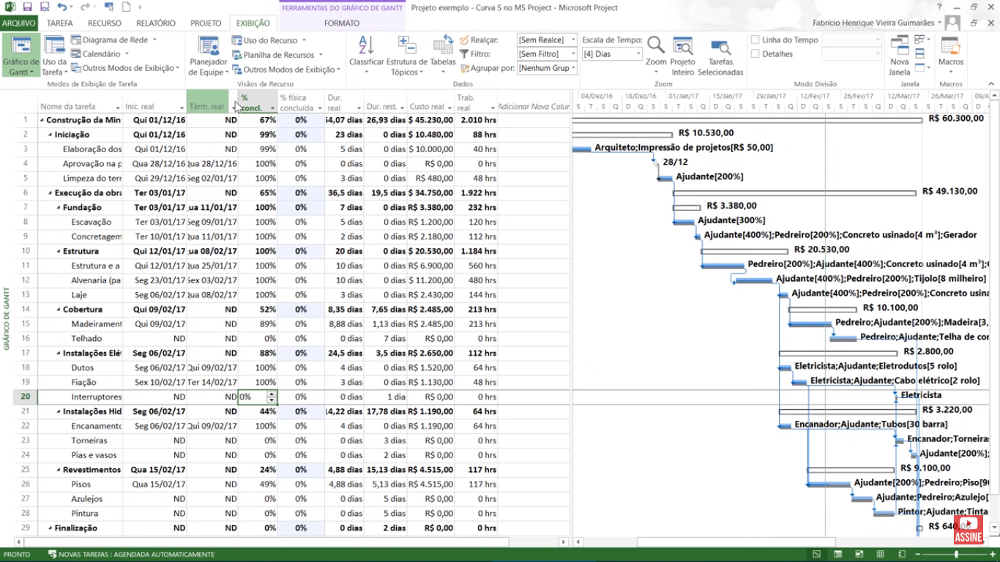 FERRAMENTAS DO GRÁFICO DE GANTT
Projeto exemplo - Curva S no MS Project - Microsoft Project
ARQUIVO TAREFA RECURSO RELATÓRIO PROJETO EXIBIÇÃO FORMATO
Fabrício Henrique Vieira Guimarães
Gráfico de Gantt
Uso da Tarefa
Diagrama de Rede
Calendário
Outros Modos de Exibição
Modos de Exibição de Tarefa
Planejador de Equipe
Uso do Recurso
Planilha de Recursos
Outros Modos de Exibição
Visões de Recurso
Classificar
Estrutura de Tópicos
Tabelas
Realçar: [Sem Realce]
Filtro: [Sem Filtro]
Agrupar por: [Nenhum Grup
Dados
Escala de Tempo:
[4] Dias
Zoom
Projeto Inteiro
Tarefas Selecionadas
Zoom
Linha do Tempo
Detalhes
Modo Divisão
Nova Janela
Janela
Macros
Macros
Nome da tarefa Iníc. real Térm. real % concl. % física concluída Dur. real Dur. rest. Custo real Trab. real Adicionar Nova Colun
1 Construção da Min Qui 01/12/16 ND 67% 0% 54,07 dias 26,93 dias $ 45.230,00 2.010 hrs
2 Iniciação Qui 01/12/16 ND 99% 0% 23 dias 0 dias $ 10.480,00 88 hrs
3 Elaboração dos Qui 01/12/16 ND 99% 0% 5 dias 0 dias $ 10.000,00 40 hrs
4 Aprovação na p Qua 28/12/16 Qua 28/12/16 100% 0% 0 dias 0 dias R$ 0,00 0 hrs
5 Limpeza do terr Qui 29/12/16 Seg 02/01/17 100% 0% 3 dias 0 dias R$ 480,00 48 hrs
6 Execução da obra Ter 03/01/17 ND 65% 0% 36,5 dias 19,5 dias $ 34.750,00 1.922 hrs
7 Fundação Ter 03/01/17 ua 11/01/17 100% 0% 7 dias 0 dias R$ 3.380,00 232 hrs
8 Escavação Ter 03/01/17 Seg 09/01/17 100% 0% 5 dias 0 dias R$ 1.200,00 120 hrs
9 Concretagem Ter 10/01/17 Qua 11/01/17 100% 0% 2 dias 0 dias R$ 2.180,00 112 hrs
10 Estrutura Qui 12/01/17 ua 08/02/17 100% 0% 20 dias 0 dias R$ 20.530,00 1.184 hrs
11 Estrutura e a Qui 12/01/17 Qua 25/01/17 100% 0% 10 dias 0 dias R$ 6.900,00 560 hrs
12 Alvenaria (pa Seg 23/01/17 Sex 03/02/17 100% 0% 10 dias 0 dias $ 11.200,00 480 hrs
13 Laje Seg 06/02/17 Qua 08/02/17 100% 0% 3 dias 0 dias R$ 2.430,00 144 hrs
14 Cobertura Qui 09/02/17 ND 52% 0% 8,35 dias 7,65 dias R$ 2.485,00 213 hrs
15 Madeirament Qui 09/02/17 ND 89% 0% 8,88 dias 1,13 dias R$ 2.485,00 213 hrs
16 Telhado ND ND 0% 0% 0 dias 7 dias R$ 0,00 0 hrs
17 Instalações Elét Seg 06/02/17 ND 88% 0% 24,5 dias 3,5 dias R$ 2.650,00 112 hrs
18 Dutos Seg 06/02/17 Qui 09/02/17 100% 0% 4 dias 0 dias R$ 1.520,00 64 hrs
19 Fiação Sex 10/02/17 Ter 14/02/17 100% 0% 3 dias 0 dias R$ 1.130,00 48 hrs
20 Interruptores ND ND 0% 0% 0 dias 1 dia R$ 0,00 0 hrs
21 Instalações Hid Seg 06/02/17 ND 44% 0% 14,22 dias 17,78 dias R$ 1.190,00 64 hrs
22 Encanamento Seg 06/02/17 Qui 09/02/17 100% 0% 4 dias 0 dias R$ 1.190,00 64 hrs
23 Torneiras ND ND 0% 0% 0 dias 3 dias R$ 0,00 0 hrs
24 Pias e vasos ND ND 0% 0% 0 dias 2 dias R$ 0,00 0 hrs
25 Revestimentos Qua 15/02/17 ND 24% 0% 4,88 dias 15,13 dias R$ 4.515,00 117 hrs
26 Pisos Qua 15/02/17 ND 49% 0% 4,88 dias 5,13 dias R$ 4.515,00 117 hrs
27 Azulejos ND ND 0% 0% 0 dias 5 dias R$ 0,00 0 hrs
28 Pintura ND ND 0% 0% 0 dias 5 dias R$ 0,00 0 hrs
29 Finalização ND ND 0% 0% 0 dias 2 dias R$ 0,00 0 hrs
GRÁFICO DE GANTT
04/Dez/16 18/Dez/16 01/Jan/17 15/Jan/17 29/Jan/17 12/Fev/17 26/Fev/17 12/Mar/17 26/Mar/17 09/A
S Q D Q S T S Q S Q D Q S T S Q S Q D Q S T S Q S Q D Q S T S Q S Q D
R$ 60.300,00
R$ 10.530,00
Arquiteto;Impressão de projetos[R$ 50,00]
28/12
Ajudante[200%]
R$ 49.130,00
R$ 3.380,00
Ajudante[300%]
Ajudante[400%];Pedreiro[200%];Concreto usinado[4 m³];Gerador
R$ 20.530,00
Pedreiro[200%];Ajudante[400%];Concreto usinado[4 m³];
Ajudante[400%];Pedreiro[200%];Tijolo[8 milheiro]
Ajudante[400%];Pedreiro[200%];Concreto usina
R$ 10.100,00
Pedreiro;Ajudante[200%];Madeira[3,
Pedreiro;Ajudante;Telha de cor
R$ 2.800,00
Eletricista;Ajudante;Eletrodutos[5 rolo]
Eletricista;Ajudante;Cabo elétrico[2 rolo]
Eletricista
R$ 3.220,00
Encanador;Ajudante;Tubos[30 barra]
Encanador;Torneiras
Ajudante[200%];
R$ 9.100,00
Ajudante[200%];Pedreiro;Piso[90
Ajudante;Pedreiro;Azulejo[
Pintor;Ajudante;Tinta
R$ 640,00
ASSINE
PRONTO NOVAS TAREFAS : AGENDADA AUTOMATICAMENTE